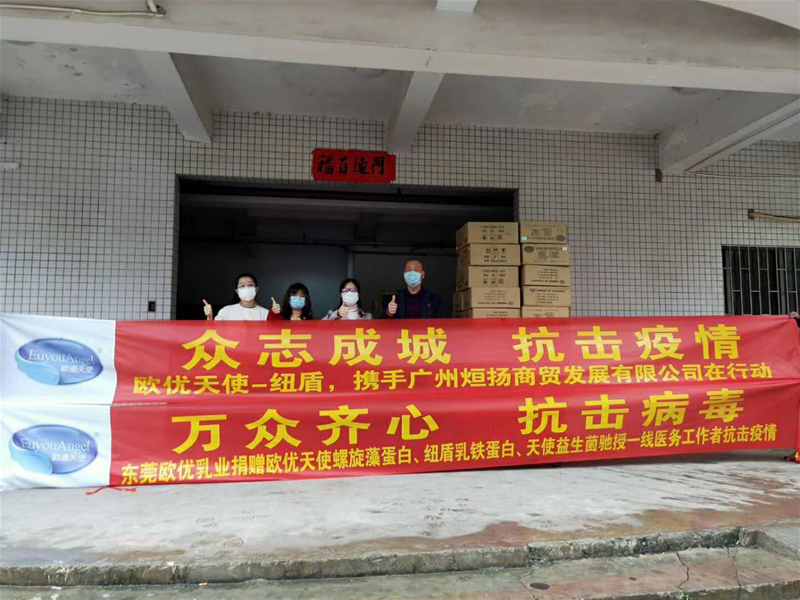 福百通門
EuyouAngel
欧优天使
众志成城 抗击疫情
欧优天使-纽盾，携手广州烜扬商贸发展有限公司在行动
EuyouAngel
欧优天使
万众齐心 抗击病毒
东莞欧优乳业捐赠欧优天使螺旋藻蛋白、纽盾乳铁蛋白、天使益生菌驰援一线医务工作者抗击疫情